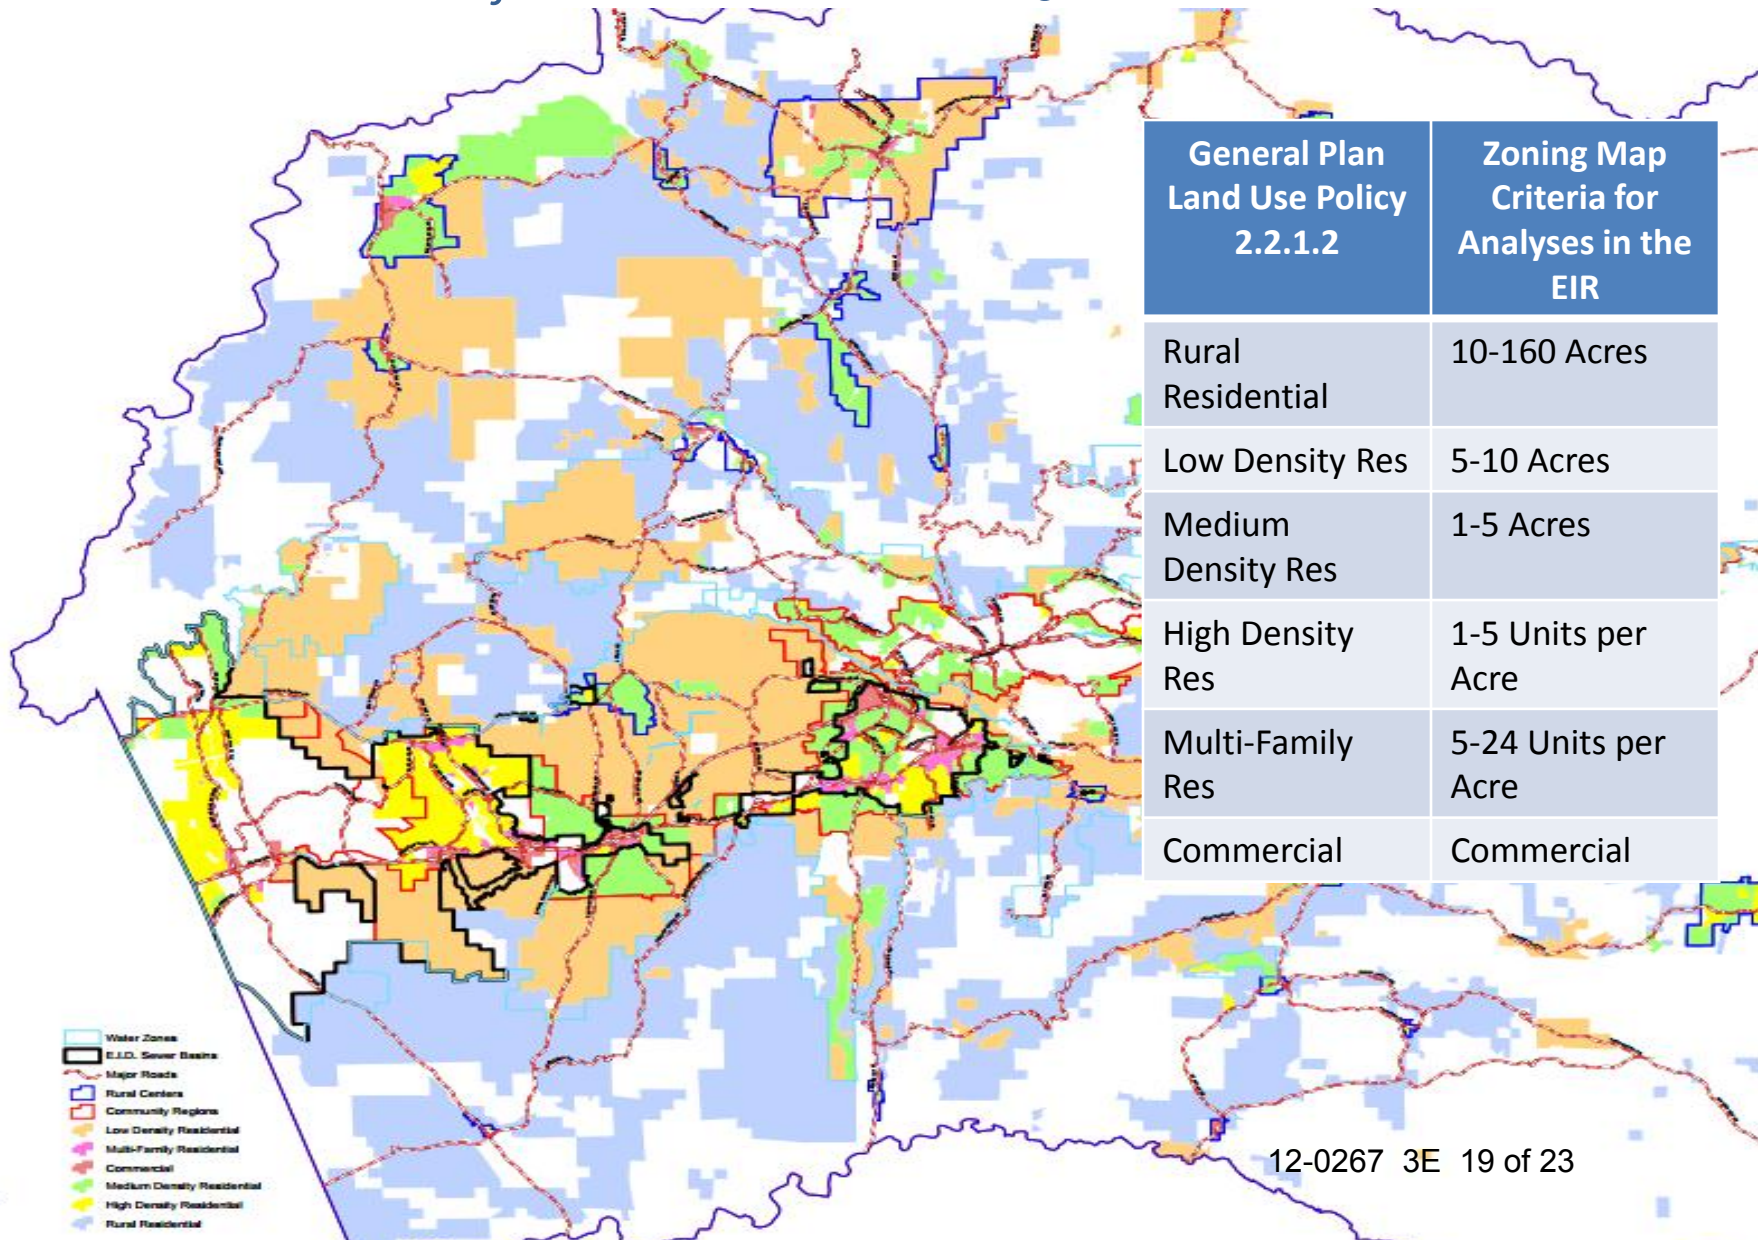 General Plan
Land Use Policy
2.2.1.2
Zoning Map
Criteria for
Analyses in the
EIR
Rural
Residential
10-160 Acres
Low Density Res
5-10 Acres
Medium
Density Res
1-5 Acres
High Density
Res
1-5 Units per
Acre
Multi-Family
Res
5-24 Units per
Acre
Commercial
Commercial
Water Zones
E.I.D. Sewer Basins
Major Roads
Rural Centers
Community Regions
Low Density Residential
Multi-Family Residential
Commercial
Medium Density Residential
High Density Residential
Rural Residential
12-0267 3E 19 of 23